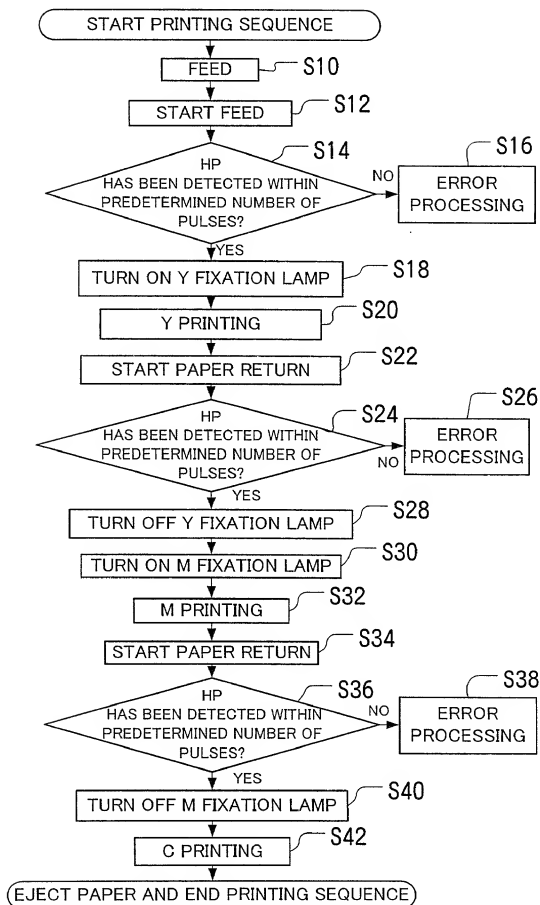 START PRINTING SEQUENCE
FEED
S10
START FEED
S12
HP
HAS BEEN DETECTED WITHIN
PREDETERMINED NUMBER OF
PULSES?
S14
NO
S16
ERROR
PROCESSING
YES
TURN ON Y FIXATION LAMP
S18
Y PRINTING
S20
START PAPER RETURN
S22
HP
HAS BEEN DETECTED WITHIN
PREDETERMINED NUMBER OF
PULSES?
S24
NO
S26
ERROR
PROCESSING
YES
TURN OFF Y FIXATION LAMP
S28
TURN ON M FIXATION LAMP
S30
M PRINTING
S32
START PAPER RETURN
S34
HP
HAS BEEN DETECTED WITHIN
PREDETERMINED NUMBER OF
PULSES?
S36
NO
S38
ERROR
PROCESSING
YES
TURN OFF M FIXATION LAMP
S40
C PRINTING
S42
EJECT PAPER AND END PRINTING SEQUENCE